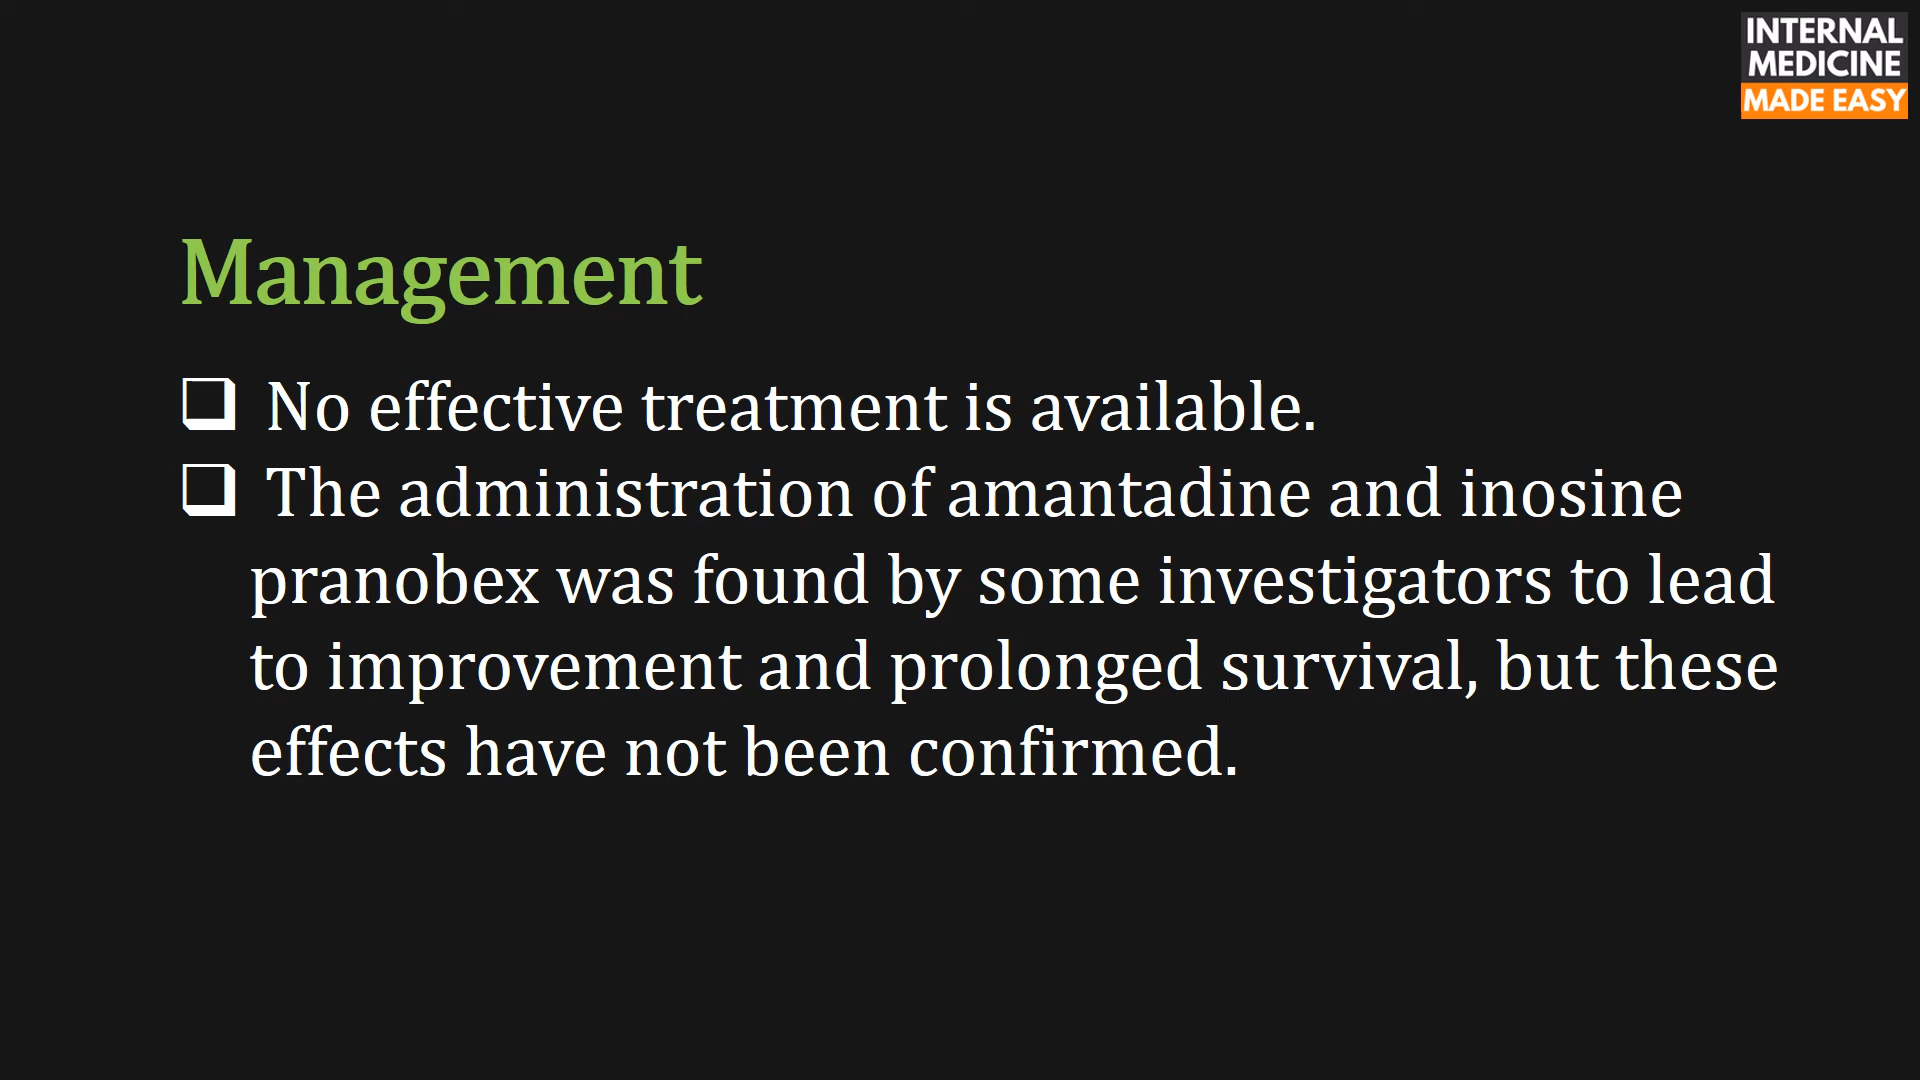 INTERNAL
MEDICINE
MADE EASY
Management
❑ No effective treatment is available.
❑ The administration of amantadine and inosine
pranobex was found by some investigators to lead
to improvement and prolonged survival, but these
effects have not been confirmed.